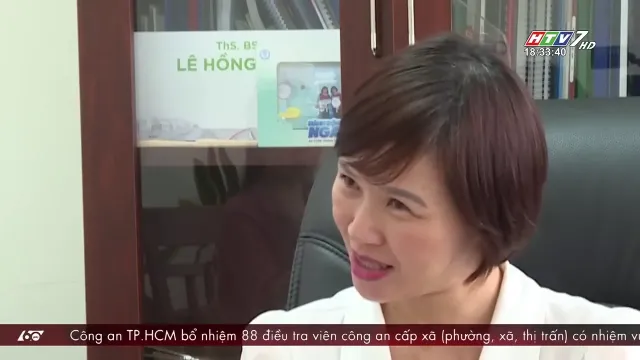 HTV7 HD
18:33:40
ThS. BS
LÊ HỒNG
Công an TP.HCM bổ nhiệm 88 điều tra viên công an cấp xã (phường, xã, thị trấn) có nhiệm v